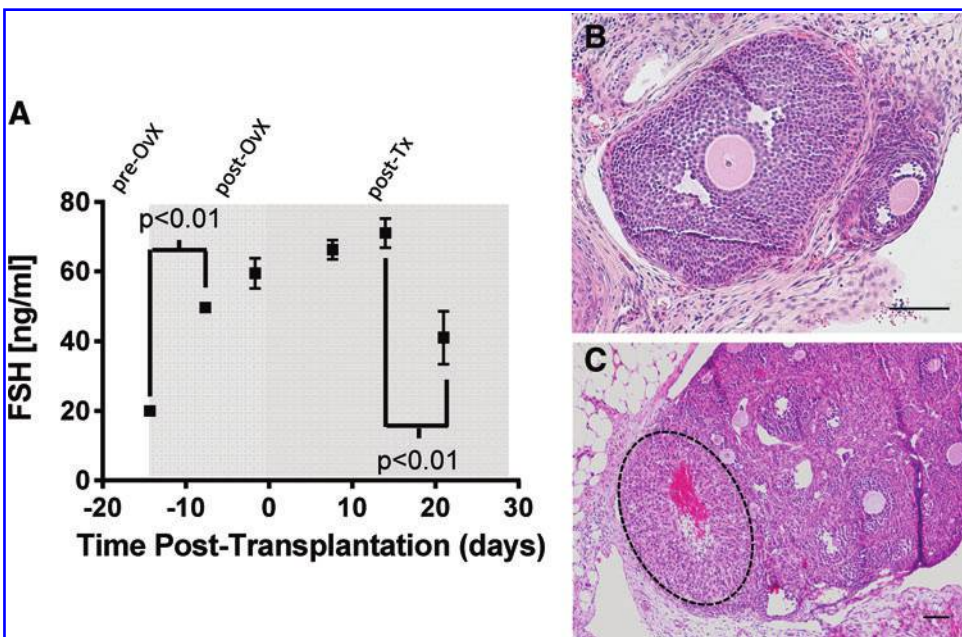 A
pre-OvX
post-OvX
post-Tx
80
60
40
20
0
FSH [ng/ml]
p<0.01
p<0.01
-20 -10 0 10 20 30
Time Post-Transplantation (days)
B
C